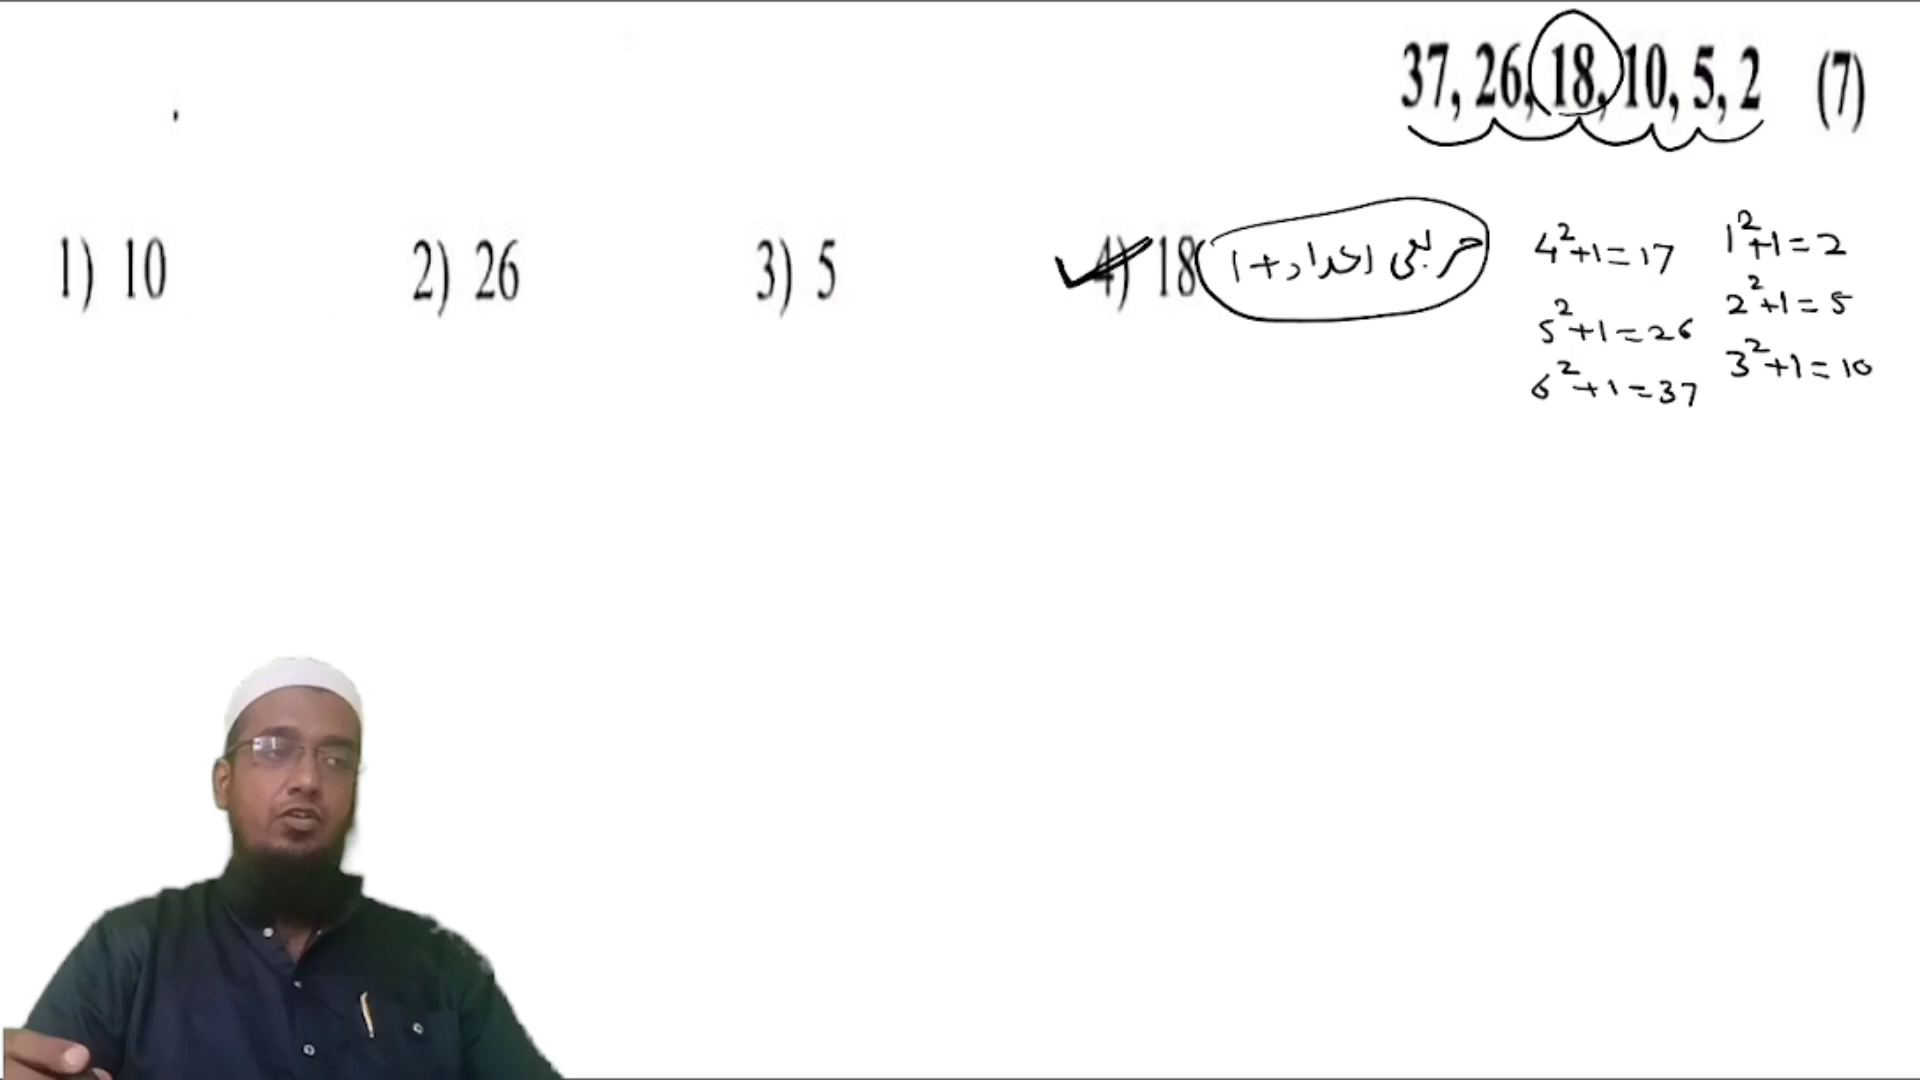 37, 26, 18, 10, 5, 2 (7)
1) 10 2) 26 3) 5 4) 18
مربعی اعداد + 1
1²+1=2
2²+1=5
3²+1=10
4²+1=17
5²+1=26
6²+1=37